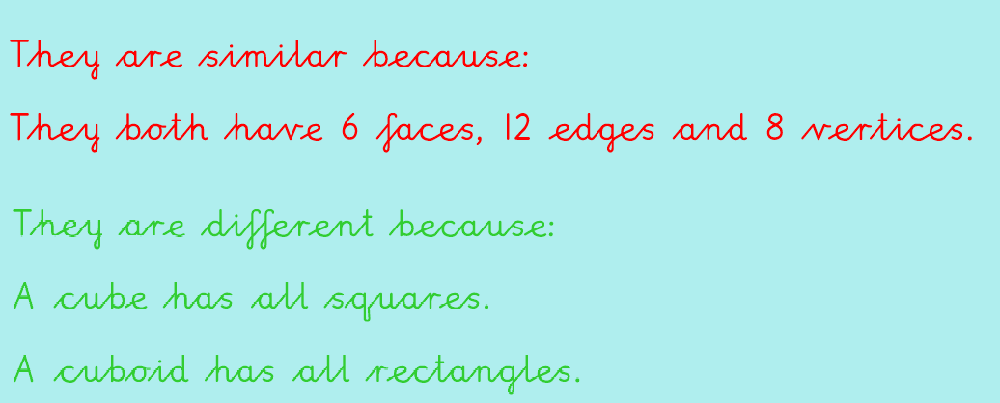 They are similar because:
They both have 6 faces, 12 edges and 8 vertices.
They are different because:
A cube has all squares.
A cuboid has all rectangles.